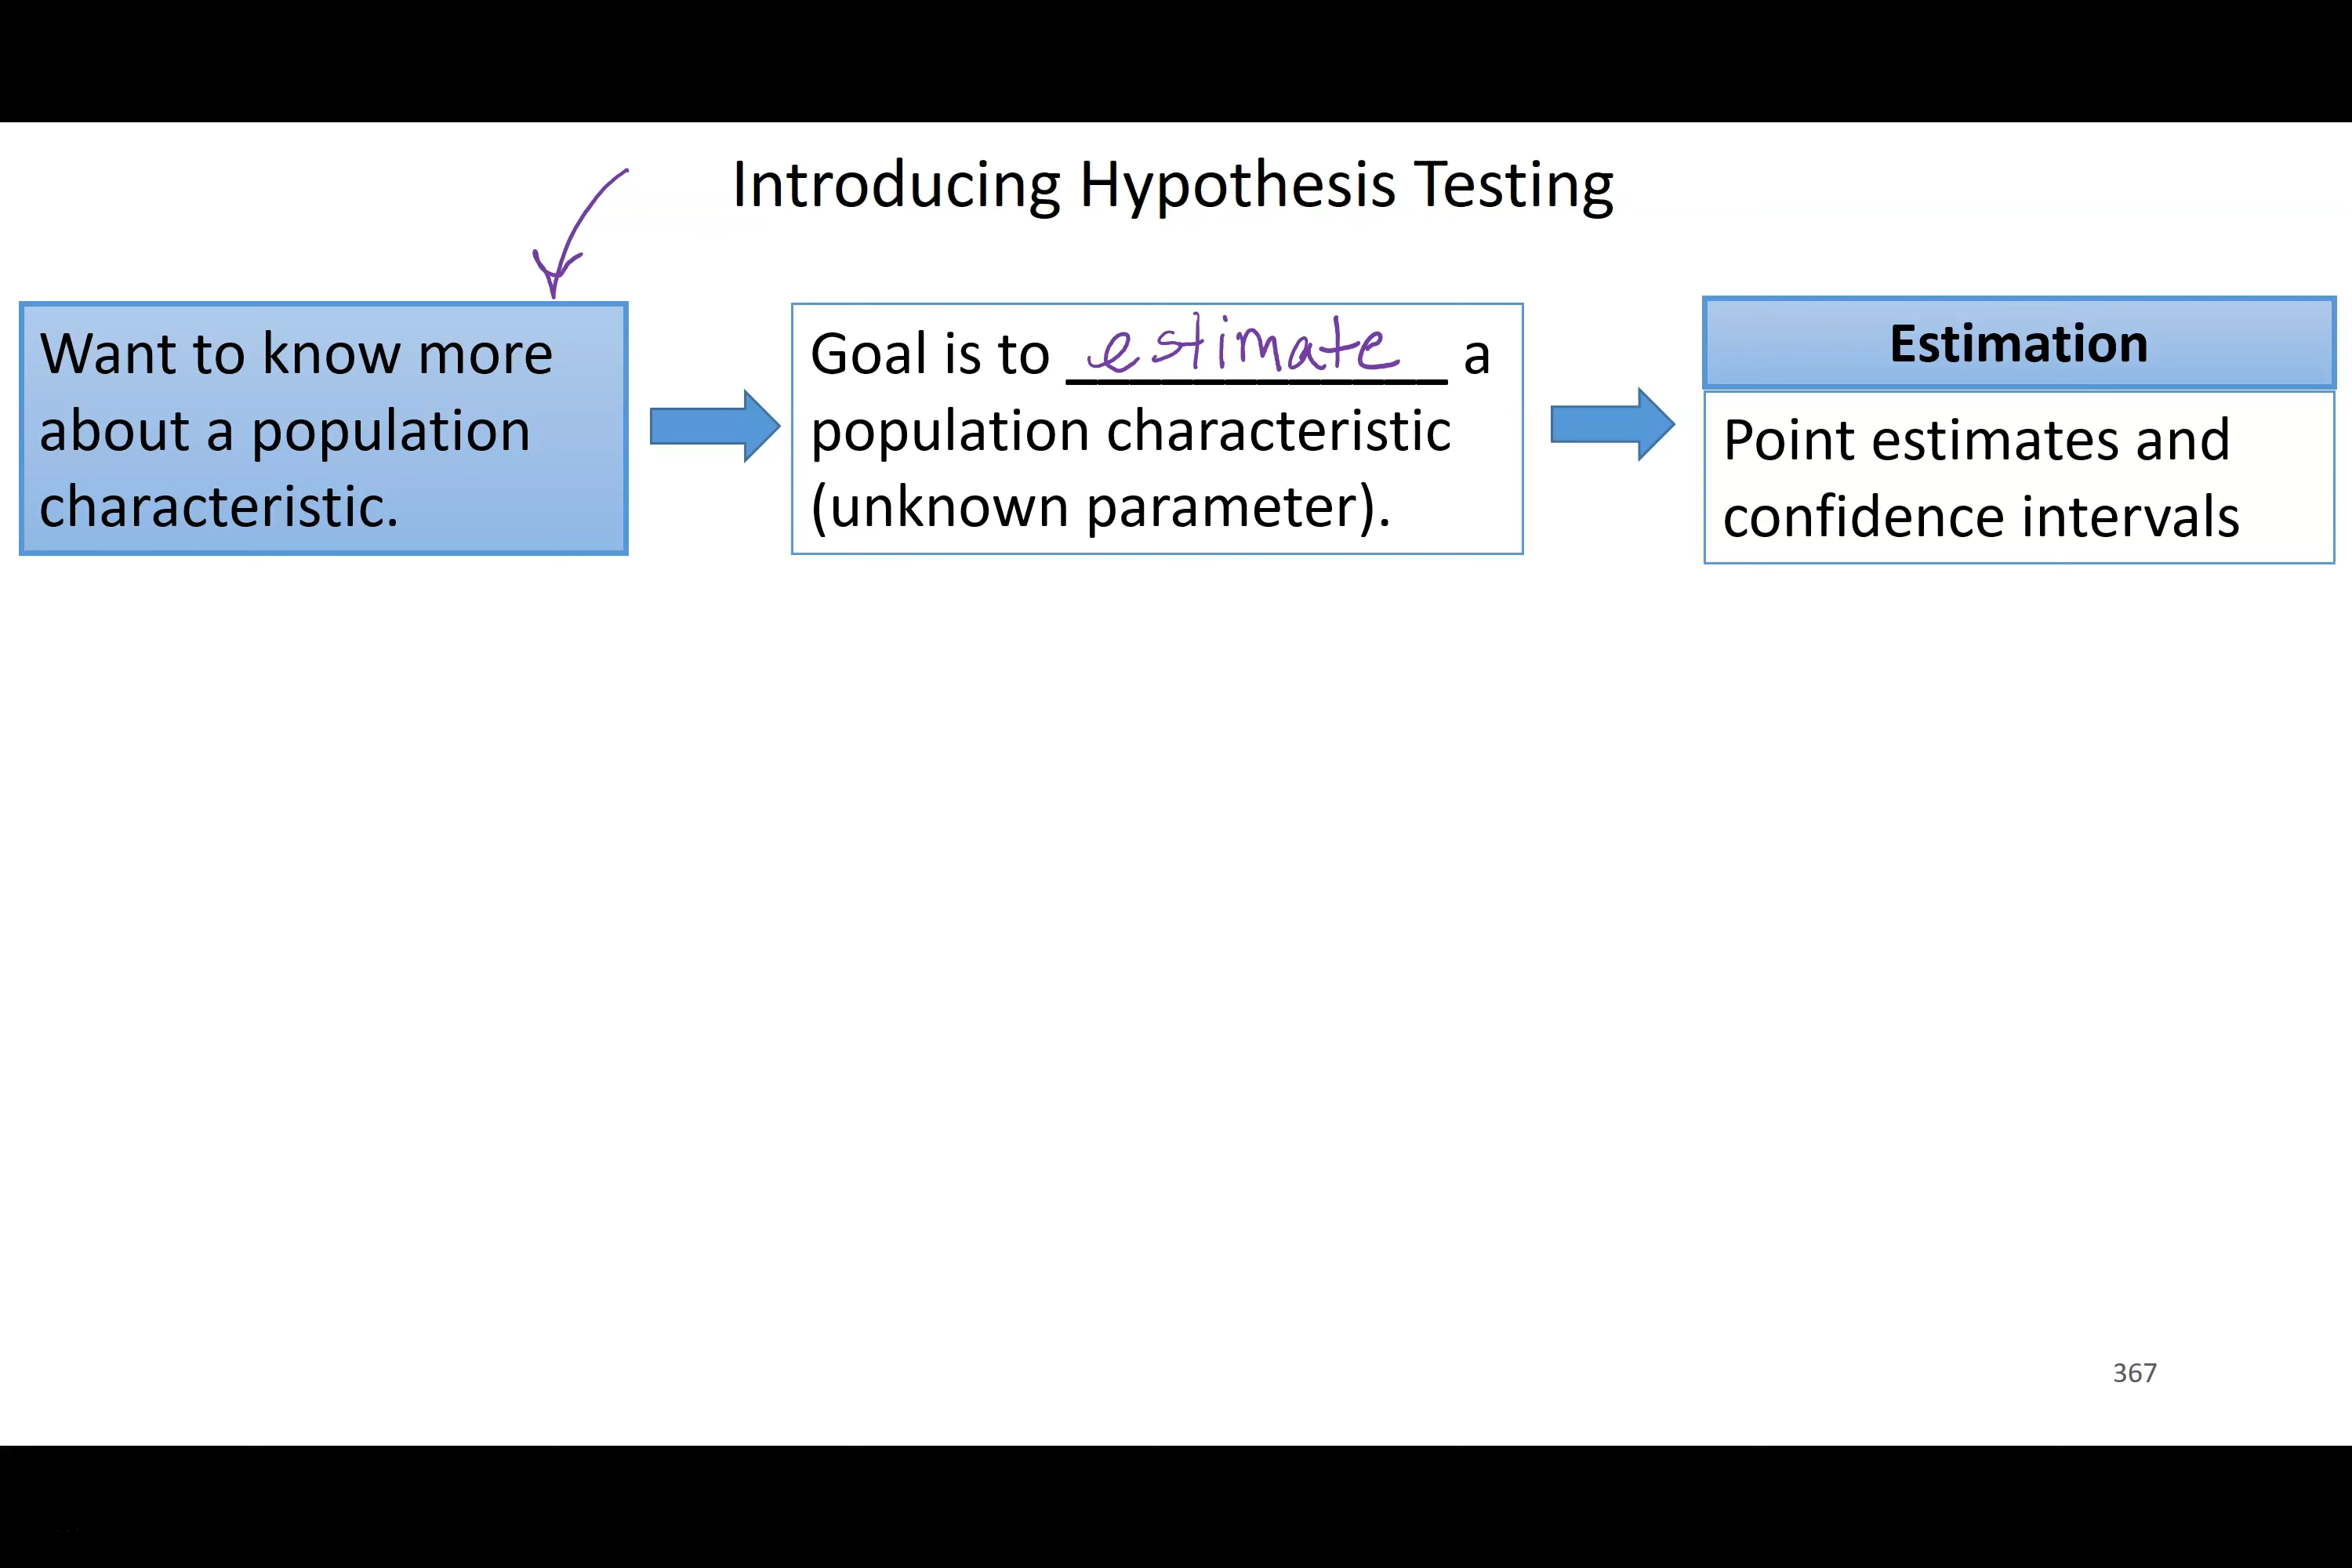 Introducing Hypothesis Testing
Want to know more
about a population
characteristic.
Goal is to estimate a
population characteristic
(unknown parameter).
Estimation
Point estimates and
confidence intervals
367